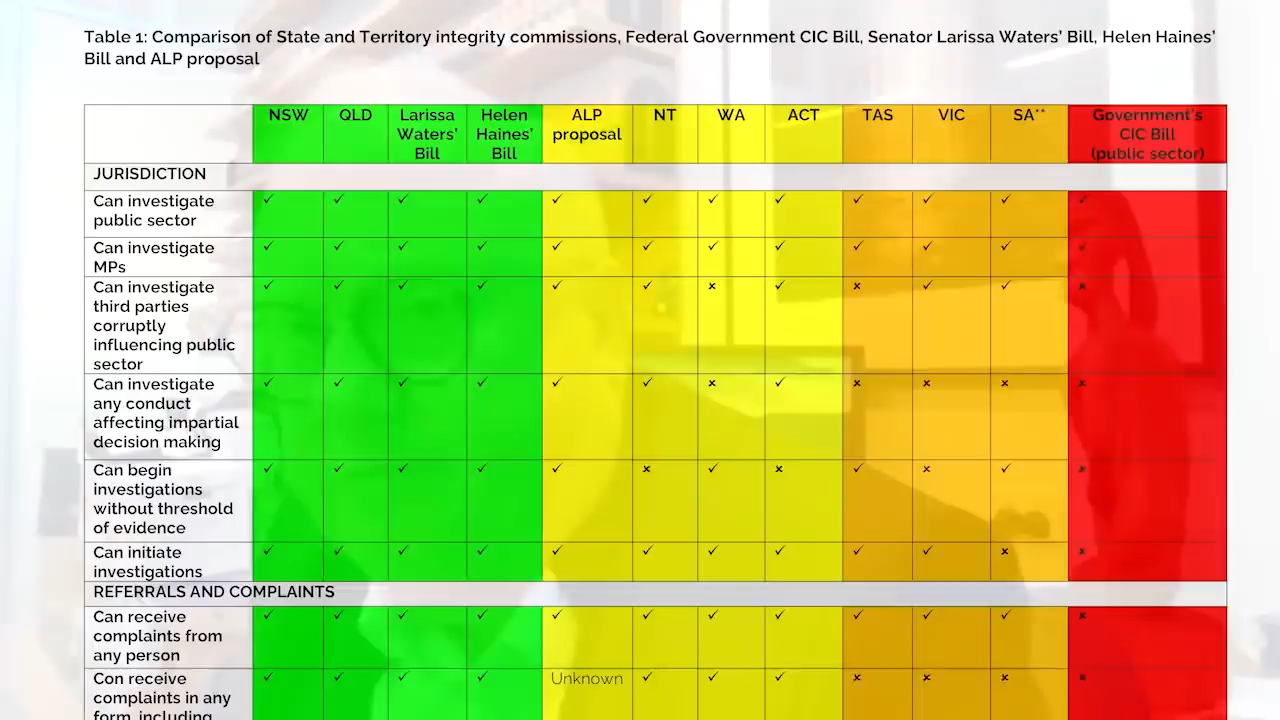 Table 1: Comparison of State and Territory integrity commissions, Federal Government CIC Bill, Senator Larissa Waters’ Bill, Helen Haines’
Bill and ALP proposal
NSW QLD Larissa Waters’ Bill Helen Haines’ Bill ALP proposal NT WA ACT TAS VIC SA** Government’s CIC Bill (public sector)
JURISDICTION
Can investigate
public sector ✓ ✓ ✓ ✓ ✓ ✓ ✓ ✓ ✓ ✓ ✓ ✓
Can investigate
MPs ✓ ✓ ✓ ✓ ✓ ✓ ✓ ✓ ✓ ✓ ✓
Can investigate
third parties
corruptly
influencing public
sector ✓ ✓ ✓ ✓ ✓ ✓ × ✓ × ✓ ✓ ×
Can investigate
any conduct
affecting impartial
decision making ✓ ✓ ✓ ✓ ✓ ✓ × ✓ × × × ×
Can begin
investigations
without threshold
of evidence ✓ ✓ ✓ ✓ ✓ × ✓ × ✓ × ✓ ×
Can initiate
investigations ✓ ✓ ✓ ✓ ✓ ✓ ✓ ✓ ✓ ✓ × ×
REFERRALS AND COMPLAINTS
Can receive
complaints from
any person ✓ ✓ ✓ ✓ ✓ ✓ ✓ ✓ ✓ ✓ ✓ ×
Con receive
complaints in any
form, including ✓ ✓ ✓ ✓ Unknown ✓ ✓ ✓ × × × ×